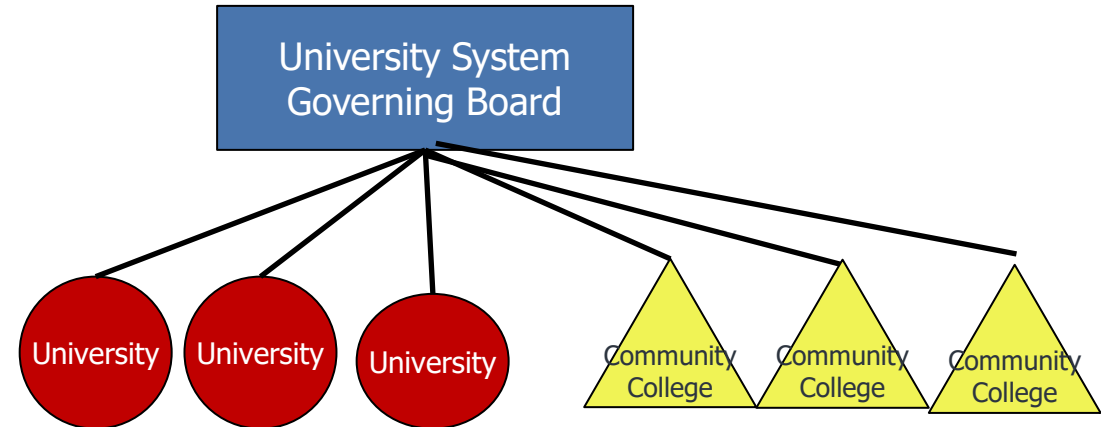 University System
Governing Board
University
University
University
Community
College
Community
College
Community
College